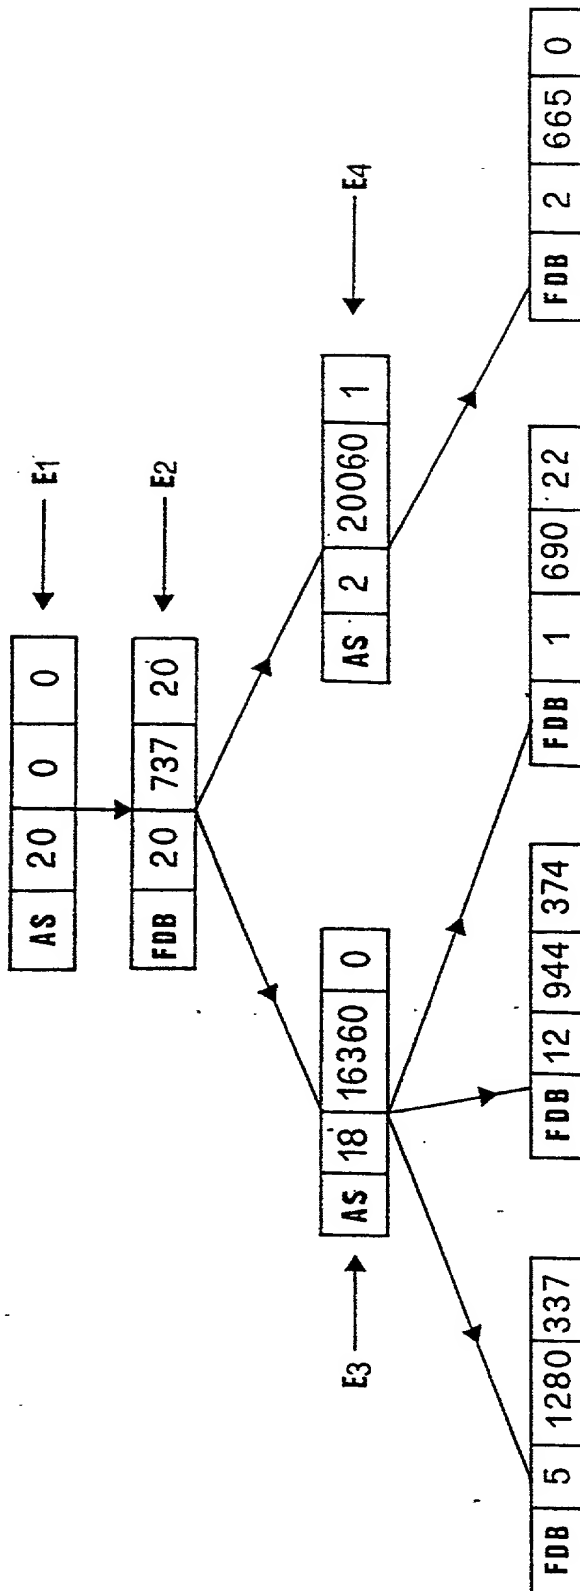 AS 20 0 0
E1
FDB 20 737 20
E2
E3
AS 18 16360 0
AS 2 20060 1
E4
FDB 5 1280 337
FDB 12 944 374
FDB 1 690 22
FDB 2 665 0